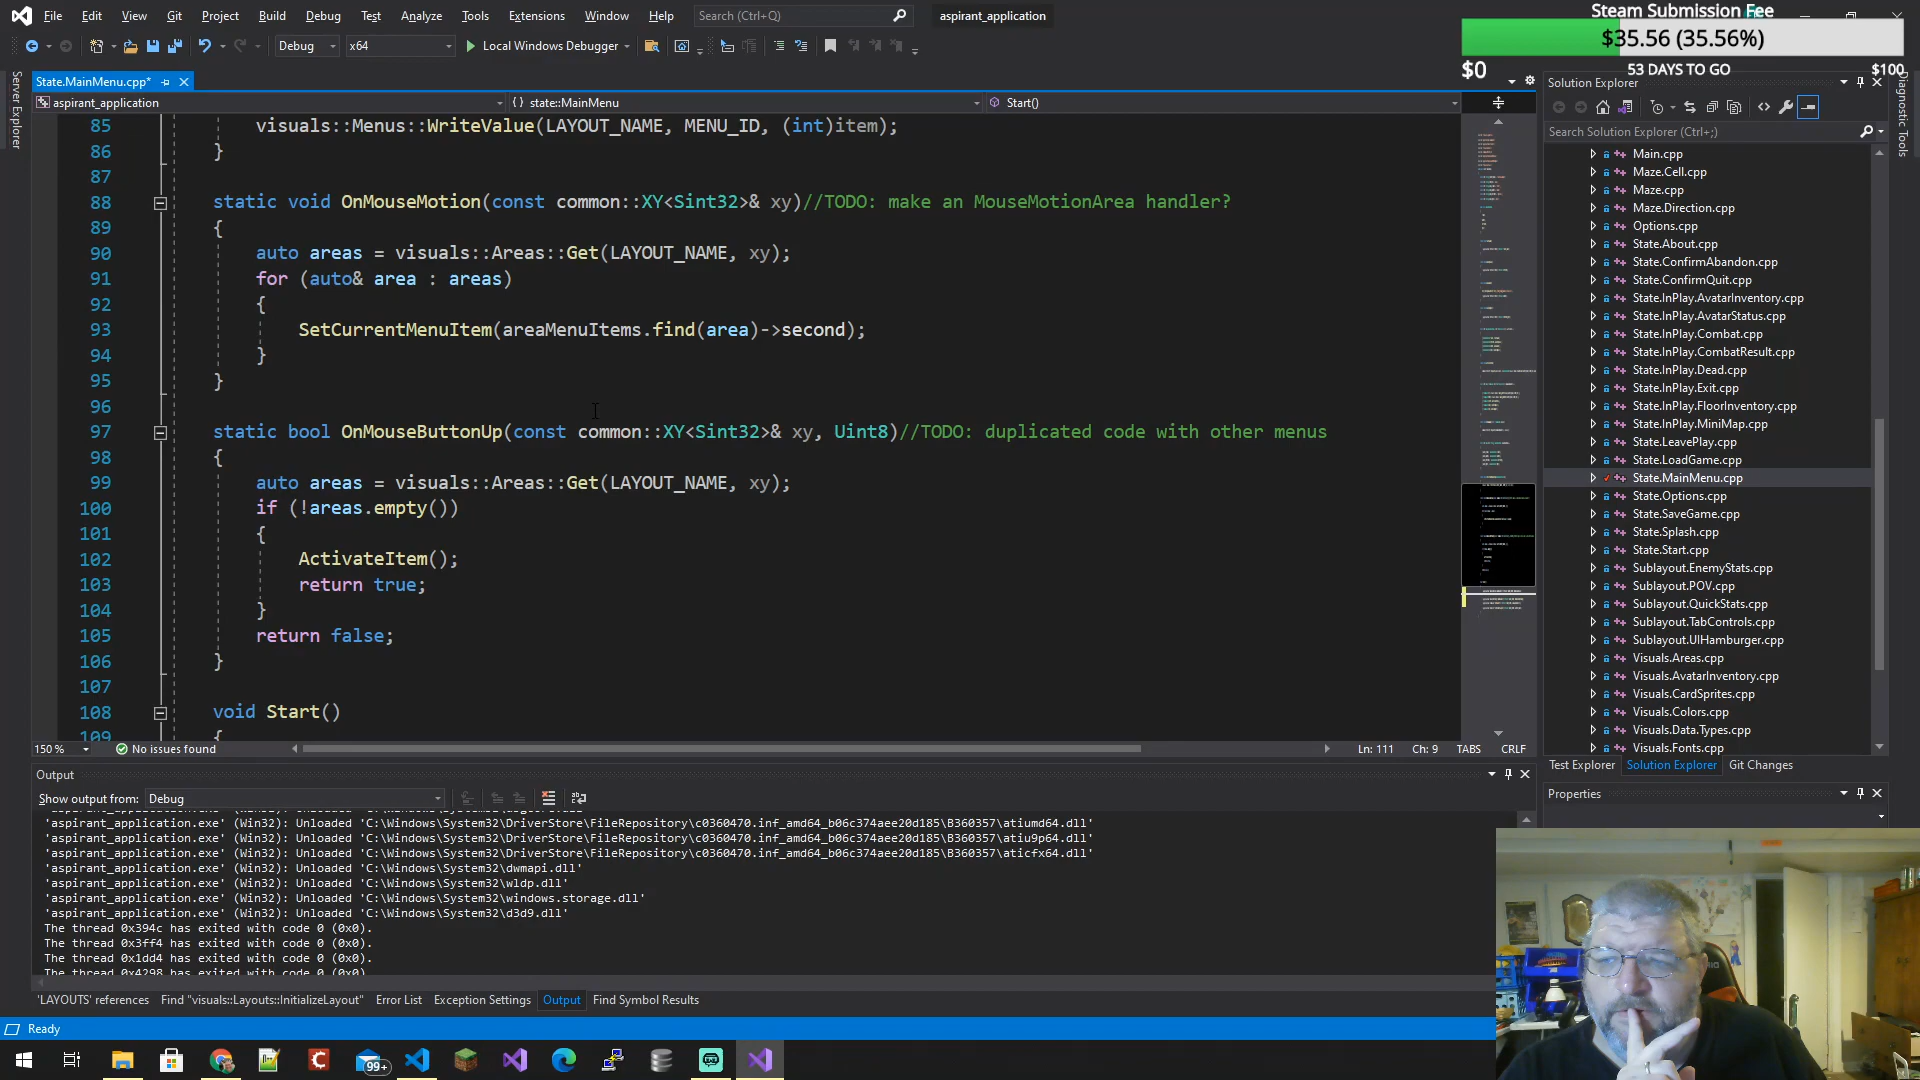 File Edit View Git Project Build Debug Test Analyze Tools Extensions Window Help Search (Ctrl+Q) aspirant_application
Steam Submission Fee
$35.56 (35.56%)
$0 53 DAYS TO GO $100
Debug x64 Local Windows Debugger
Server Explorer
State.MainMenu.cpp*
aspirant_application {} state::MainMenu Start()
85 visuals::Menus::WriteValue(LAYOUT_NAME, MENU_ID, (int)item);
86 }
87
88 static void OnMouseMotion(const common::XY<Sint32>& xy)//TODO: make an MouseMotionArea handler?
89 {
90 auto areas = visuals::Areas::Get(LAYOUT_NAME, xy);
91 for (auto& area : areas)
92 {
93 SetCurrentMenuItem(areaMenuItems.find(area)->second);
94 }
95 }
96
97 static bool OnMouseButtonUp(const common::XY<Sint32>& xy, Uint8)//TODO: duplicated code with other menus
98 {
99 auto areas = visuals::Areas::Get(LAYOUT_NAME, xy);
100 if (!areas.empty())
101 {
102 ActivateItem();
103 return true;
104 }
105 return false;
106 }
107
108 void Start()
109 {
150 % No issues found Ln: 111 Ch: 9 TABS CRLF
Solution Explorer
Search Solution Explorer (Ctrl+;)
Main.cpp
Maze.Cell.cpp
Maze.cpp
Maze.Direction.cpp
Options.cpp
State.About.cpp
State.ConfirmAbandon.cpp
State.ConfirmQuit.cpp
State.InPlay.AvatarInventory.cpp
State.InPlay.AvatarStatus.cpp
State.InPlay.Combat.cpp
State.InPlay.CombatResult.cpp
State.InPlay.Dead.cpp
State.InPlay.Exit.cpp
State.InPlay.FloorInventory.cpp
State.InPlay.MiniMap.cpp
State.LeavePlay.cpp
State.LoadGame.cpp
State.MainMenu.cpp
State.Options.cpp
State.SaveGame.cpp
State.Splash.cpp
State.Start.cpp
Sublayout.EnemyStats.cpp
Sublayout.POV.cpp
Sublayout.QuickStats.cpp
Sublayout.TabControls.cpp
Sublayout.UIHamburger.cpp
Visuals.Areas.cpp
Visuals.AvatarInventory.cpp
Visuals.CardSprites.cpp
Visuals.Colors.cpp
Visuals.Data.Types.cpp
Visuals.Fonts.cpp
Test Explorer Solution Explorer Git Changes
Properties
Diagnostic Tools
Output
Show output from: Debug
'aspirant_application.exe' (Win32): Unloaded 'C:\Windows\System32\DriverStore\FileRepository\c0360470.inf_amd64_b06c374aee20d185\B360357\atiumd64.dll'
'aspirant_application.exe' (Win32): Unloaded 'C:\Windows\System32\DriverStore\FileRepository\c0360470.inf_amd64_b06c374aee20d185\B360357\atiu9p64.dll'
'aspirant_application.exe' (Win32): Unloaded 'C:\Windows\System32\DriverStore\FileRepository\c0360470.inf_amd64_b06c374aee20d185\B360357\aticfx64.dll'
'aspirant_application.exe' (Win32): Unloaded 'C:\Windows\System32\dwmapi.dll'
'aspirant_application.exe' (Win32): Unloaded 'C:\Windows\System32\wldp.dll'
'aspirant_application.exe' (Win32): Unloaded 'C:\Windows\System32\windows.storage.dll'
'aspirant_application.exe' (Win32): Unloaded 'C:\Windows\System32\d3d9.dll'
The thread 0x394c has exited with code 0 (0x0).
The thread 0x3ff4 has exited with code 0 (0x0).
The thread 0x1dd4 has exited with code 0 (0x0).
The thread 0x4298 has exited with code 0 (0x0)
'LAYOUTS' references Find "visuals::Layouts::InitializeLayout" Error List Exception Settings Output Find Symbol Results
Ready
99+